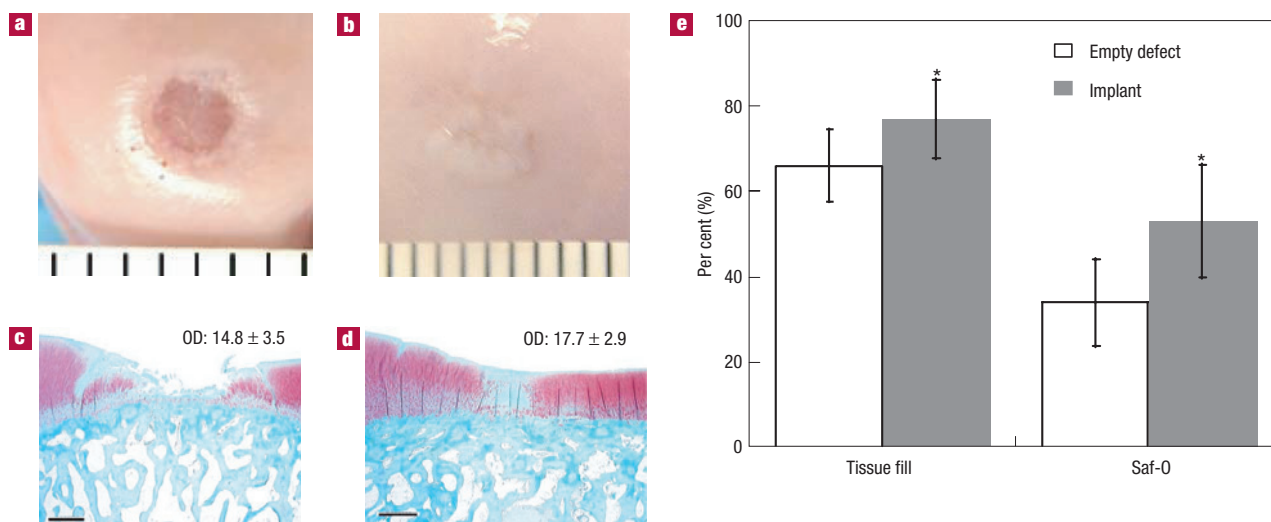 a
b
c
OD: 14.8 ± 3.5
d
OD: 17.7 ± 2.9
e
100
80
60
40
20
0
Per cent (%)
Empty defect
Implant
*
*
Tissue fill
Saf-O